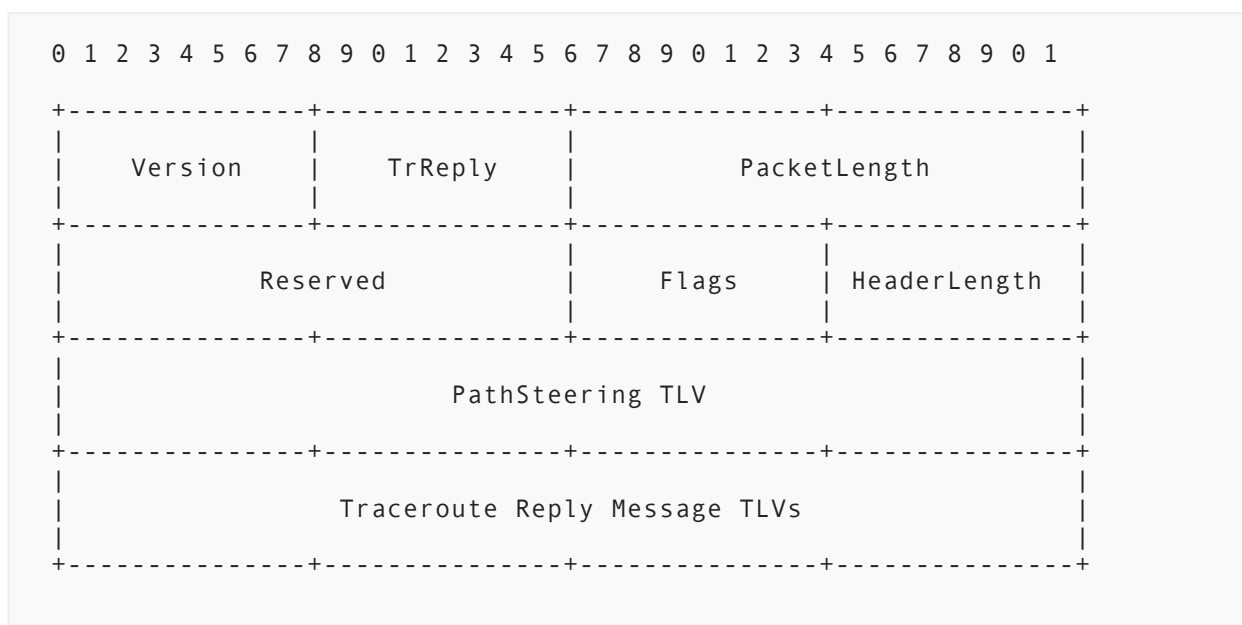 0 1 2 3 4 5 6 7 8 9 0 1 2 3 4 5 6 7 8 9 0 1 2 3 4 5 6 7 8 9 0 1
Version TrReply PacketLength
Reserved Flags HeaderLength
PathSteering TLV
Traceroute Reply Message TLVs